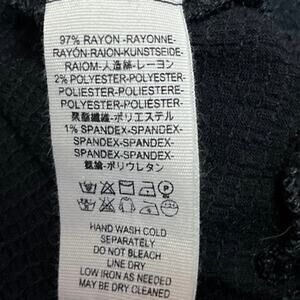 97% RAYON -RAYONNE-
RAYÓN-RAION-KUNSTSEIDE-
RAIOM-人造絲-レーヨン
2% POLYESTER-POLYESTER-
POLIESTER-POLIESTERE-
POLYESTER-POLYESTER-
聚酯纖維-ポリエステル
1% SPANDEX-SPANDEX-
SPANDEX-SPANDEX-
SPANDEX-SPANDEX-
氨綸-ポリウレタン
HAND WASH COLD
SEPARATELY
DO NOT BLEACH
LINE DRY
LOW IRON AS NEEDED
MAY BE DRY CLEANED